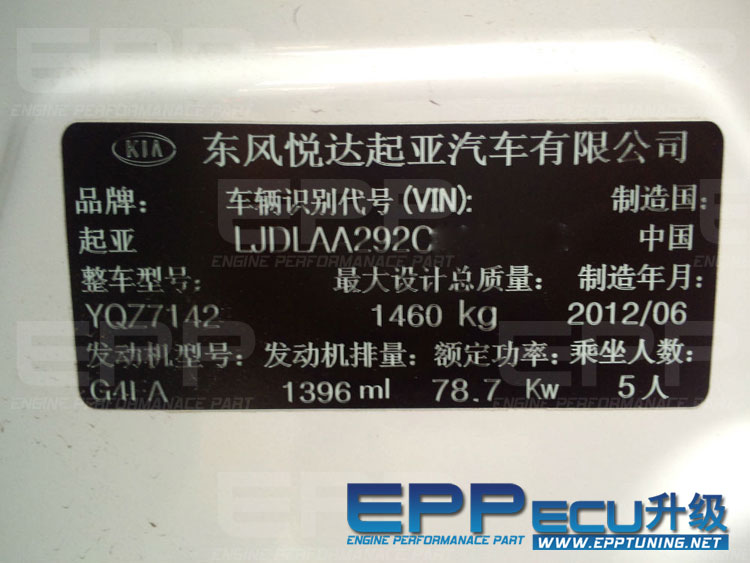 KIA 东风悦达起亚汽车有限公司
品牌: 车辆识别代号 (VIN): 制造国:
起亚 LJDLAA292C 中国
整车型号: 最大设计总质量: 制造年月:
YQZ7142 1460 kg 2012/06
发动机型号: 发动机排量: 额定功率: 乘坐人数:
G4LA 1396 ml 78.7 Kw 5人
EPP ECU升级
ENGINE PERFORMANACE PART WWW.EPPTUNING.NET